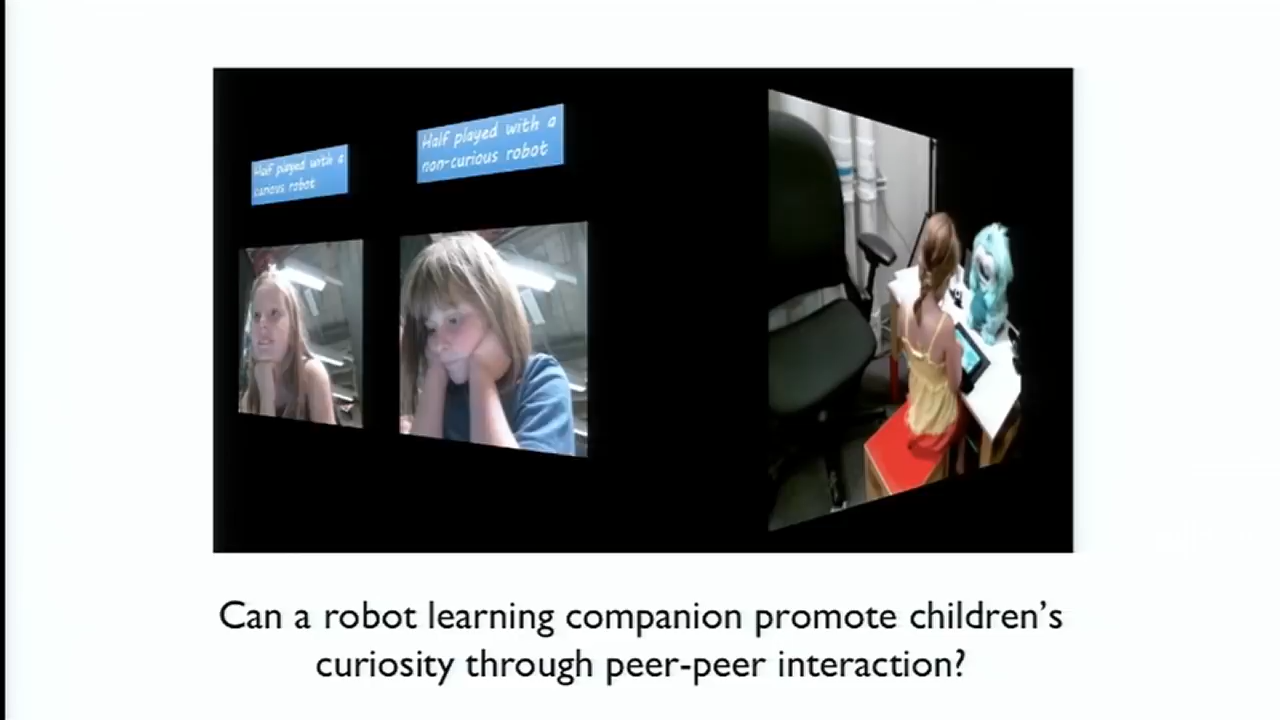 Half played with a
curious robot
Half played with a
non-curious robot
Can a robot learning companion promote children's
curiosity through peer-peer interaction?